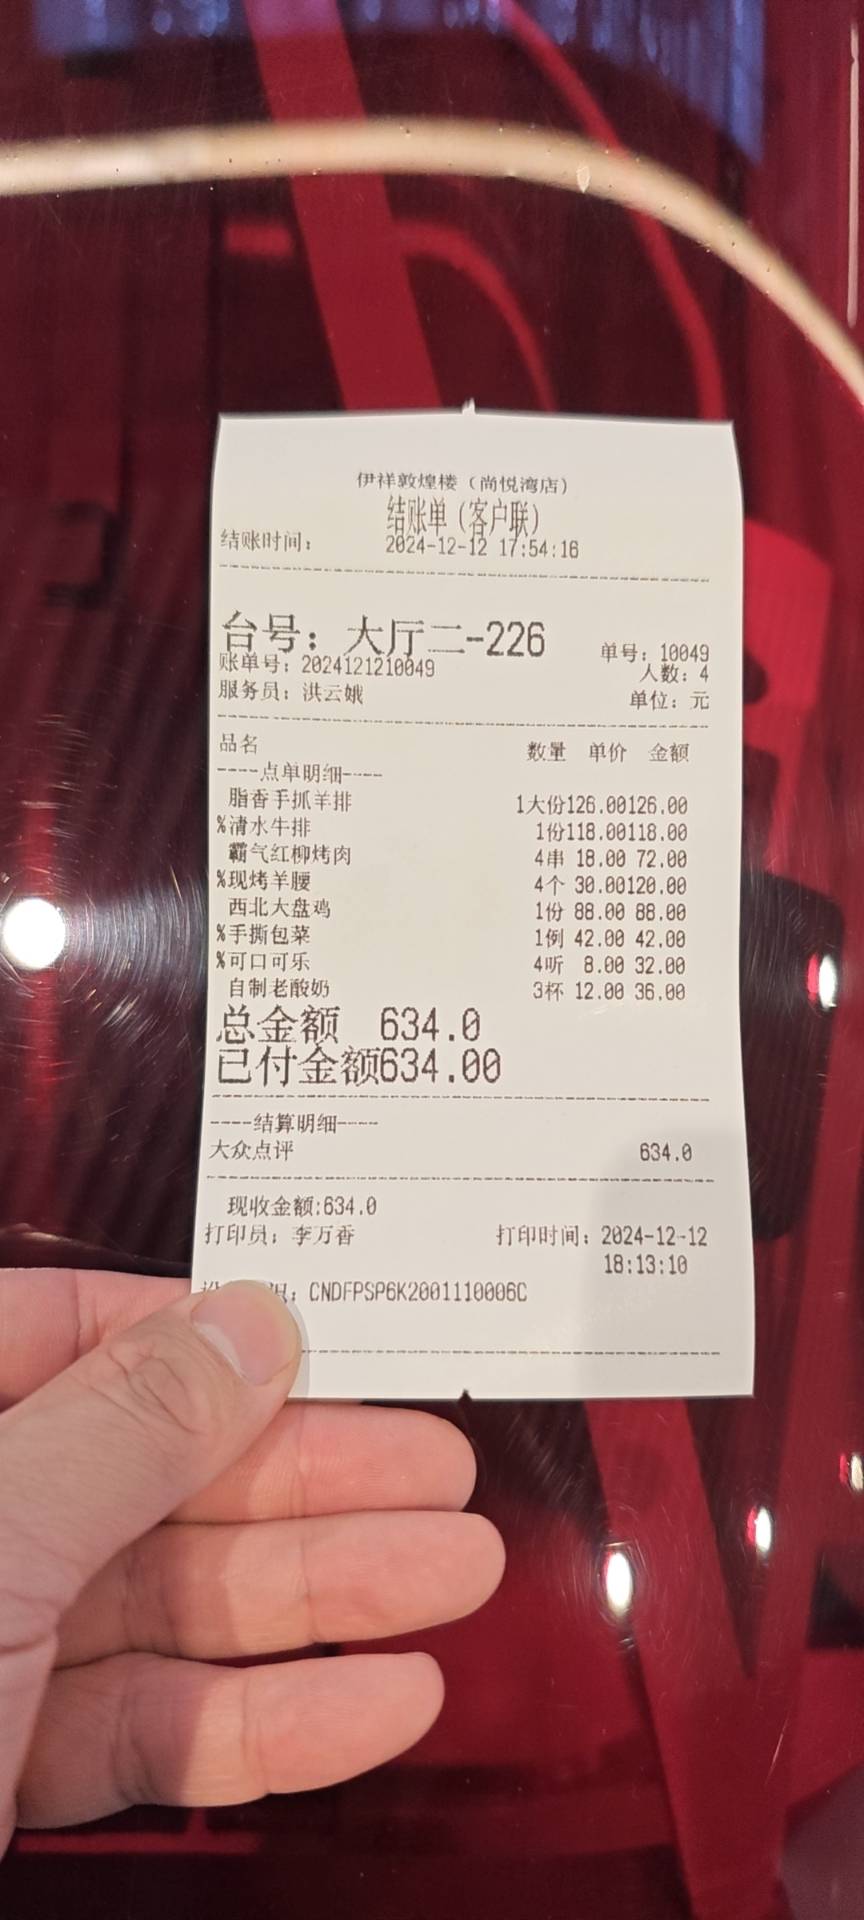 伊祥敦煌楼（尚悦湾店）
结账单（客户联）
结账时间： 2024-12-12 17:54:16
台号：大厅二-226
单号：10049
账单号：2024121210049
人数：4
服务员：洪云娥 单位：元
品名 数量 单价 金额
----点单明细----
脂香手抓羊排 1大份126.00126.00
%清水牛排 1份118.00118.00
霸气红柳烤肉 4串 18.00 72.00
%现烤羊腰 4个 30.00120.00
西北大盘鸡 1份 88.00 88.00
%手撕包菜 1例 42.00 42.00
%可口可乐 4听 8.00 32.00
自制老酸奶 3杯 12.00 36.00
总金额 634.0
已付金额634.00
----结算明细----
大众点评 634.0
现收金额:634.0
打印员：李万香 打印时间：2024-12-12
18:13:10
CNDFPSP6K2001110006C